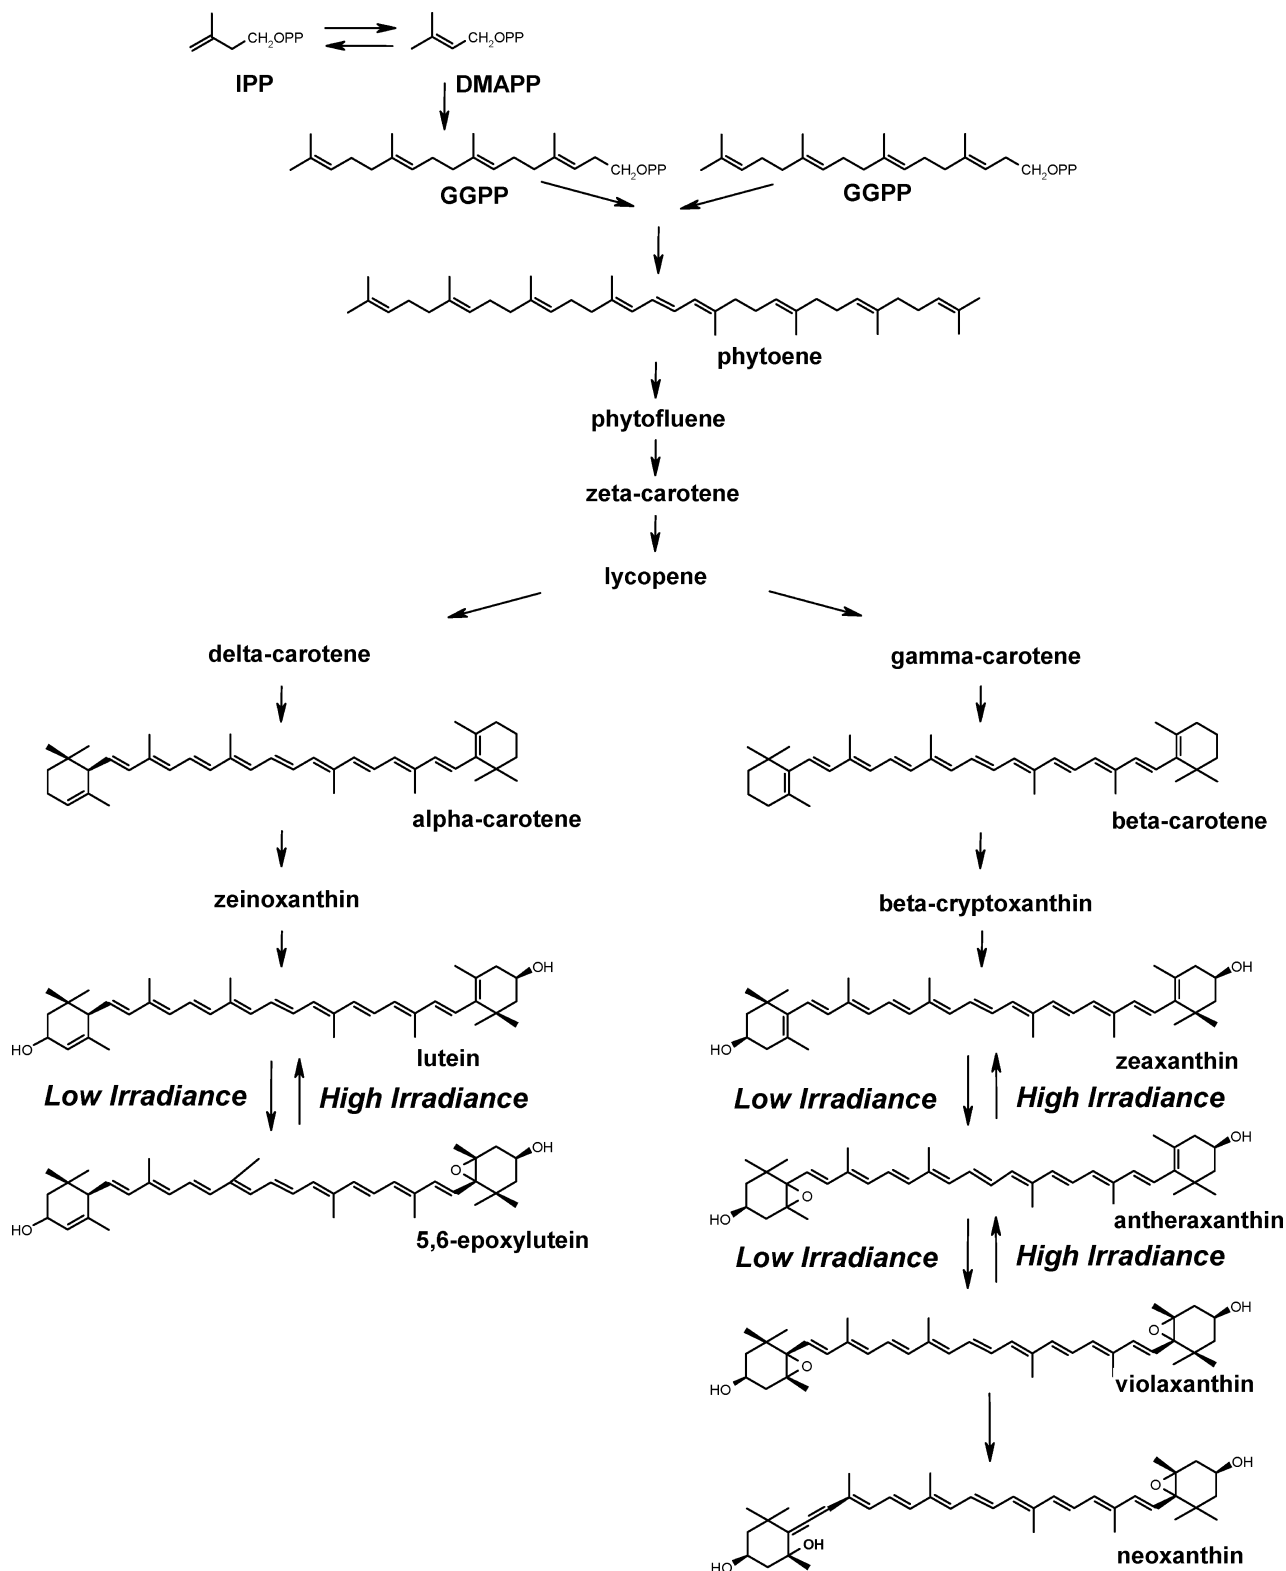 CH2OPP
CH2OPP
IPP
DMAPP
CH2OPP
CH2OPP
GGPP
GGPP
phytoene
phytofluene
zeta-carotene
lycopene
delta-carotene
gamma-carotene
alpha-carotene
beta-carotene
zeinoxanthin
beta-cryptoxanthin
OH
OH
HO
HO
lutein
zeaxanthin
Low Irradiance
High Irradiance
Low Irradiance
High Irradiance
OH
OH
O
O
HO
HO
5,6-epoxylutein
antheraxanthin
Low Irradiance
High Irradiance
OH
O
O
HO
violaxanthin
OH
O
OH
HO
neoxanthin